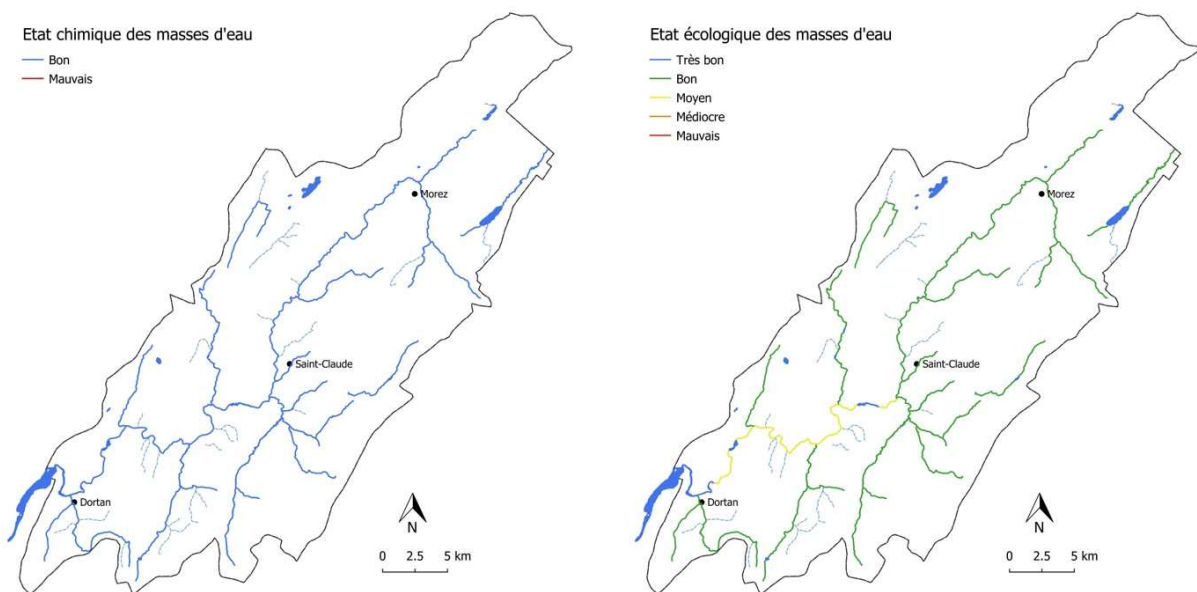 Etat chimique des masses d'eau
Bon
Mauvais
Morez
Saint-Claude
Dortan
N
0 2.5 5 km
Etat écologique des masses d'eau
Très bon
Bon
Moyen
Médiocre
Mauvais
Morez
Saint-Claude
Dortan
N
0 2.5 5 km